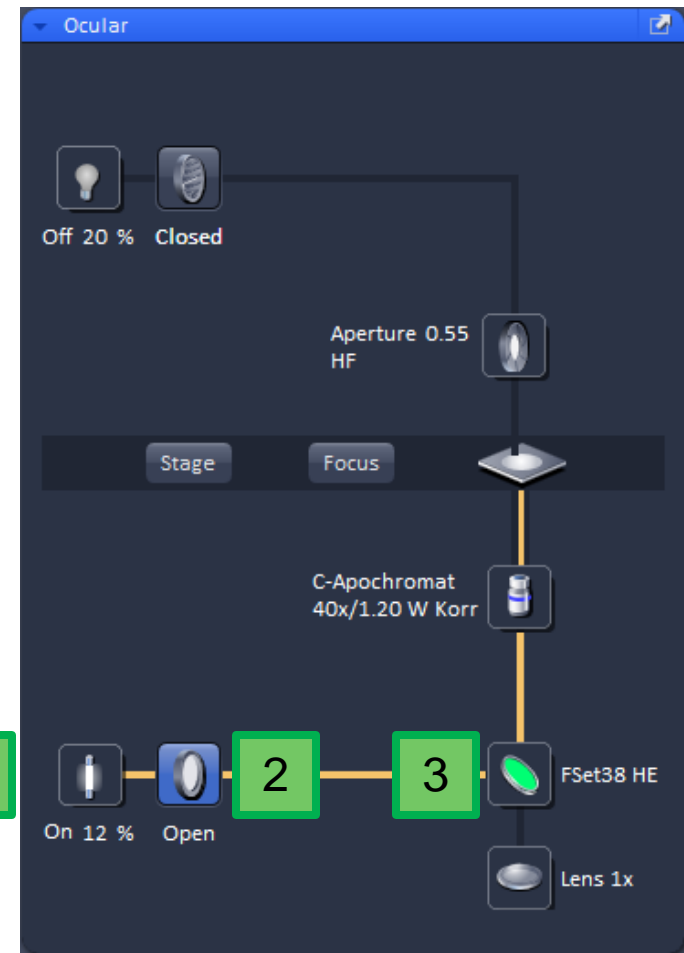 Ocular
Off 20 % Closed
Aperture 0.55
HF
Stage Focus
C-Apochromat
40x/1.20 W Korr
2 3
FSet38 HE
On 12 % Open
Lens 1x